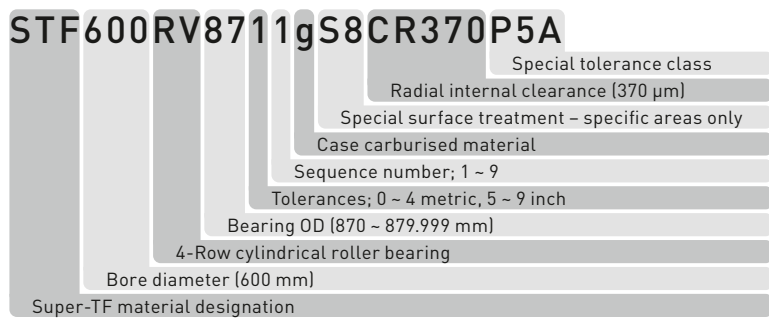 STF600RV8711gS8CR370P5A
Special tolerance class
Radial internal clearance (370 µm)
Special surface treatment – specific areas only
Case carburised material
Sequence number; 1 ~ 9
Tolerances; 0 ~ 4 metric, 5 ~ 9 inch
Bearing OD (870 ~ 879.999 mm)
4-Row cylindrical roller bearing
Bore diameter (600 mm)
Super-TF material designation